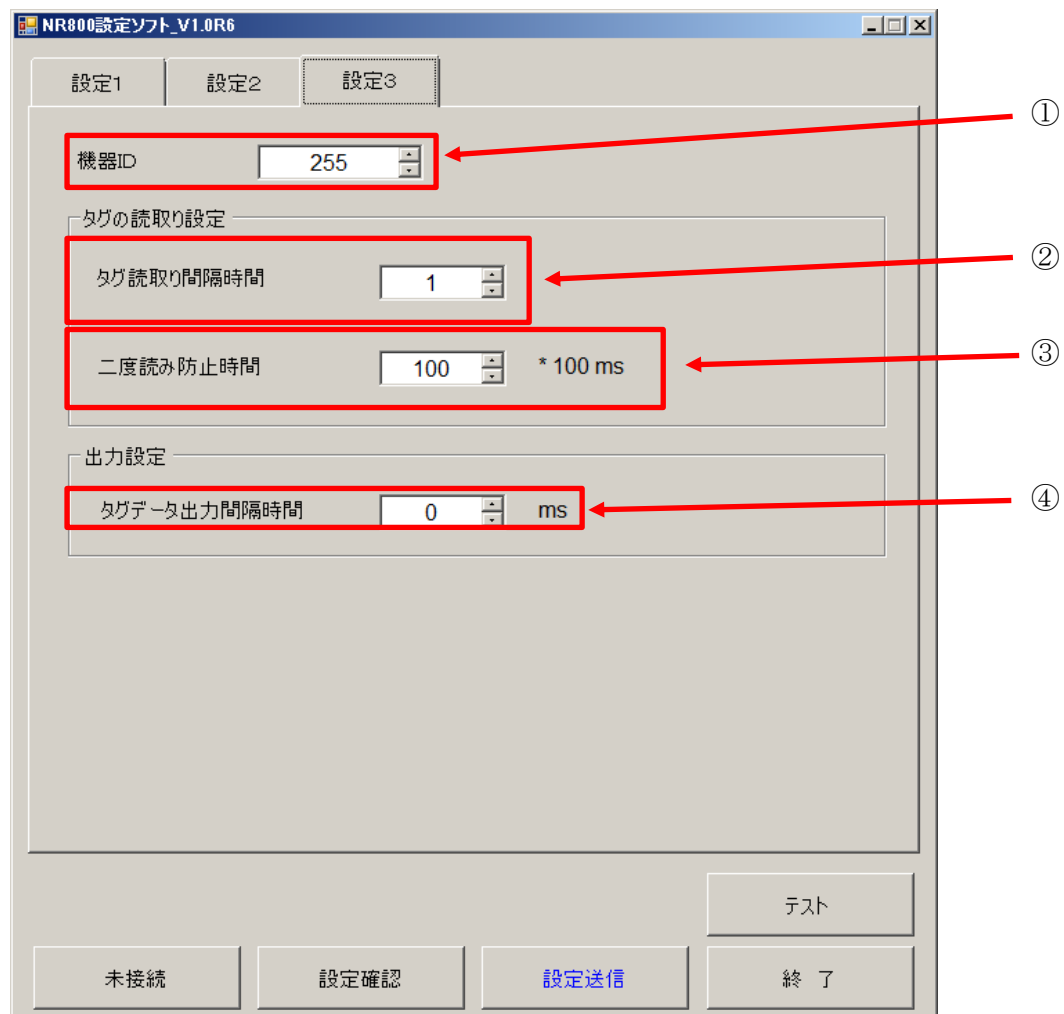 NR800設定ソフト_V1.0R6
設定1 設定2 設定3
①
機器ID 255
タグの読取り設定
②
タグ読取り間隔時間 1
③
二度読み防止時間 100 * 100 ms
出力設定
④
タグデータ出力間隔時間 0 ms
テスト
未接続 設定確認 設定送信 終 了